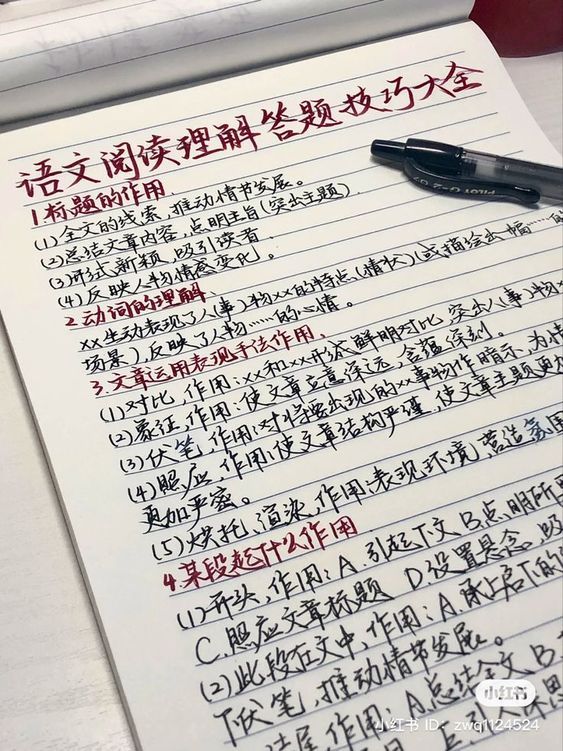 语文阅读理解答题技巧大全
1.标题的作用
(1)全文的线索,推动情节发展。
(2)总结文章内容,点明主旨(突出主题)
(3)形式新颖,吸引读者
(4)反映人物情感变化。
2.动词的理解
xx生动表现了人(事)物xx的特点(情状)(或描绘出一幅……的
场景),反映了人物……的心情。
3.文章运用表现手法作用.
(1)对比,作用:xx和xx形成鲜明对比,突出人(事)物x
(2)象征,作用:使文章立意深远,含蕴深刻。
(3)伏笔,作用:对将要出现的xx事物作暗示,为情
(4)照应,作用:使文章结构严谨,使文章主题更
更加严密。
(5)烘托,渲染,作用:表现环境,营造氛围
4.某段起什么作用
(1)开头,作用:A.引起下文 B.点明所
C.照应文章标题 D.设置悬念,吸
(2)此段在文中,作用:A.承上启下的
下伏笔,推动情节发展。
结尾,作用:A.总结全文 B.
PILOT G-2
小红书
小红书 ID: zwq1124524